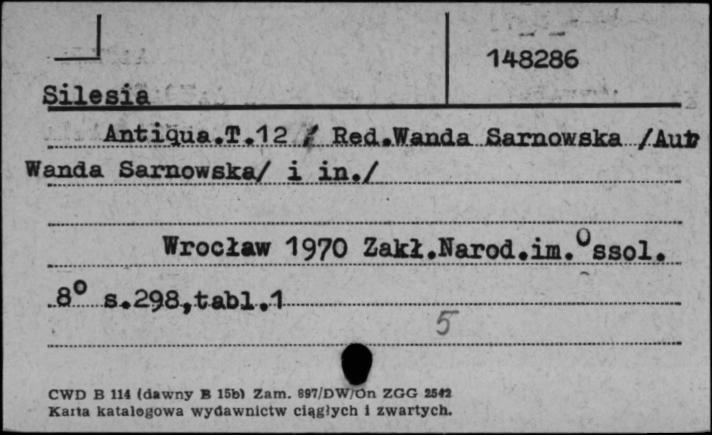 148286
Silesia
Antiqua.T.12 / Red.Wanda Sarnowska /Aut
Wanda Sarnowska/ i in./
Wrocław 1970 Zakł.Narod.im.Ossol.
8° s.298,tabl.1
5
CWD B 114 (dawny B 15b) Zam. 897/DW/On ZGG 2542
Karta katalogowa wydawnictw ciągłych i zwartych.